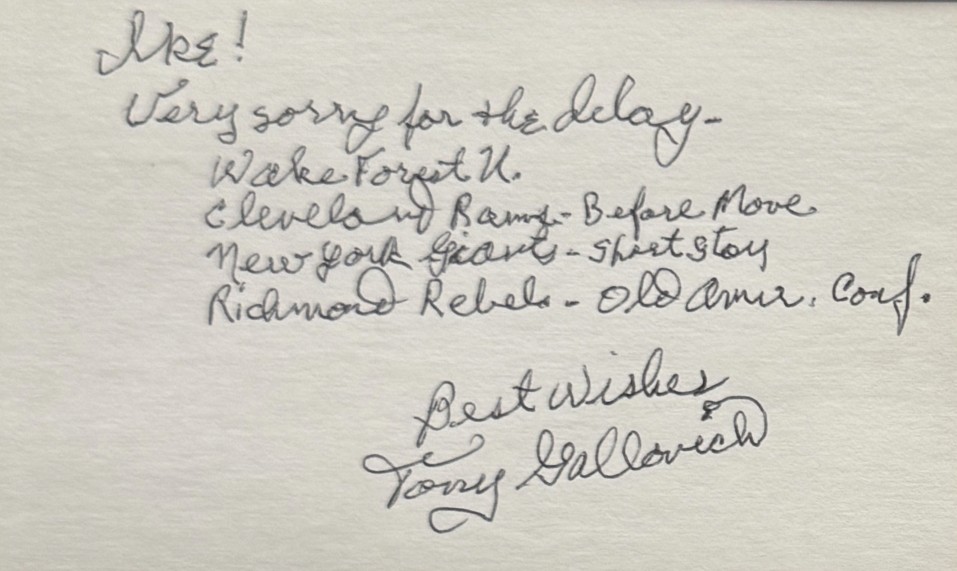 Ike!
Very sorry for the delay-
Wake Forest U.
Cleveland Rams - Before Move
New York Giants - Short Stay
Richmond Rebels - Old Amer. Conf.
Best Wishes
Tony Gallovich